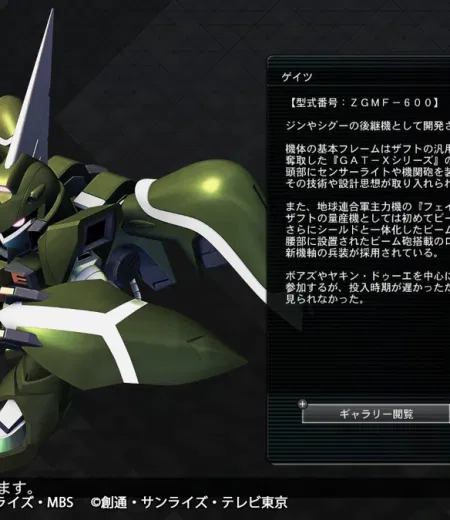 ゲイツ
【型式番号：ZGMF－600】
ジンやシグーの後継機として開発さ
機体の基本フレームはザフトの汎用
奪取した『GAT－Xシリーズ』の
頭部にセンサーライトや機関砲を装
その技術や設計思想が取り入れられ
また、地球連合軍主力機の『フェイ
ザフトの量産機としては初めてビー
さらにシールドと一体化したビーム
腰部に設置されたビーム砲搭載のロ
新機軸の兵装が採用されている。
ボアズやヤキン・ドゥーエを中心に
参加するが、投入時期が遅かったか
見られなかった。
ギャラリー閲覧
ます。
ライズ・MBS　©創通・サンライズ・テレビ東京